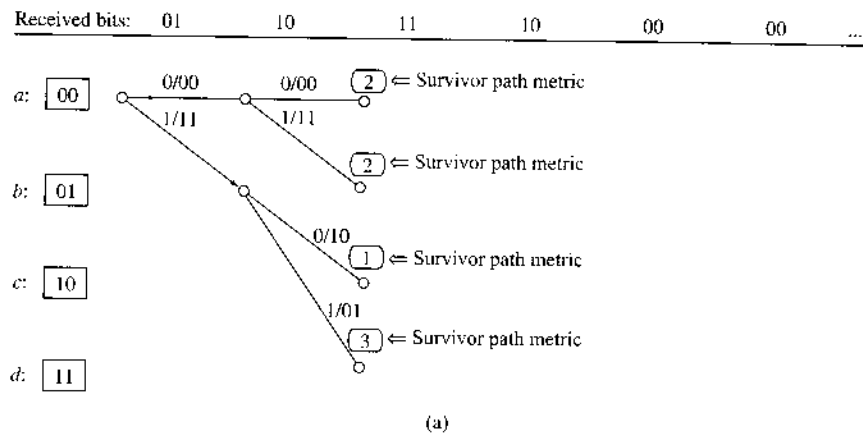 Received bits: 01 10 11 10 00 00 ...
a: 00
0/00 0/00 2 ⇐ Survivor path metric
1/11 1/11
2 ⇐ Survivor path metric
b: 01
0/10
1 ⇐ Survivor path metric
c: 10
1/01
3 ⇐ Survivor path metric
d: 11
(a)